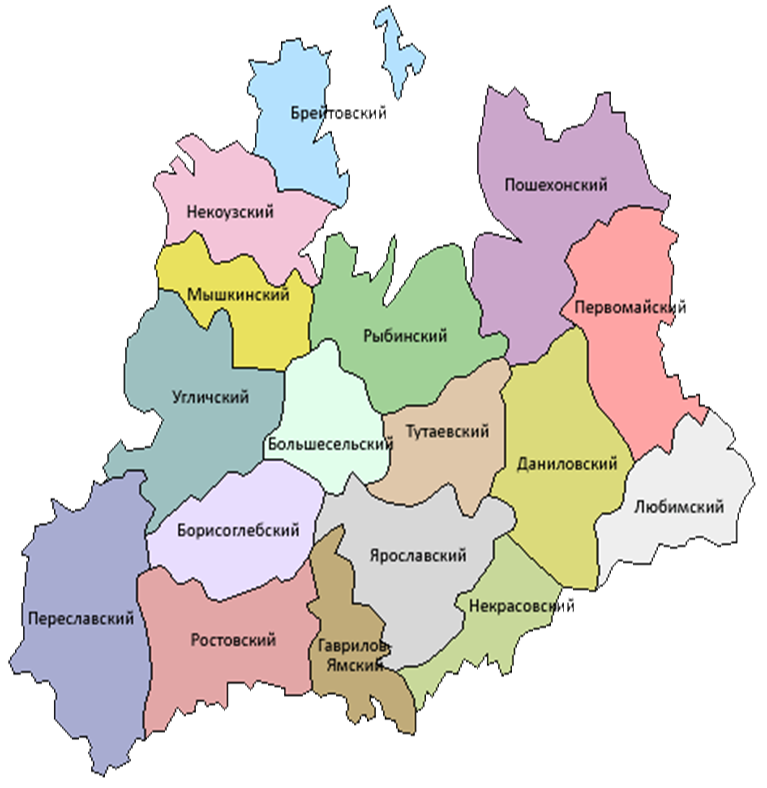 Брейтовский
Пошехонский
Некоузский
Мышкинский
Первомайский
Рыбинский
Угличский
Тутаевский
Большесельский
Даниловский
Любимский
Борисоглебский
Ярославский
Некрасовский
Переславский
Ростовский
Гаврилов-
Ямский